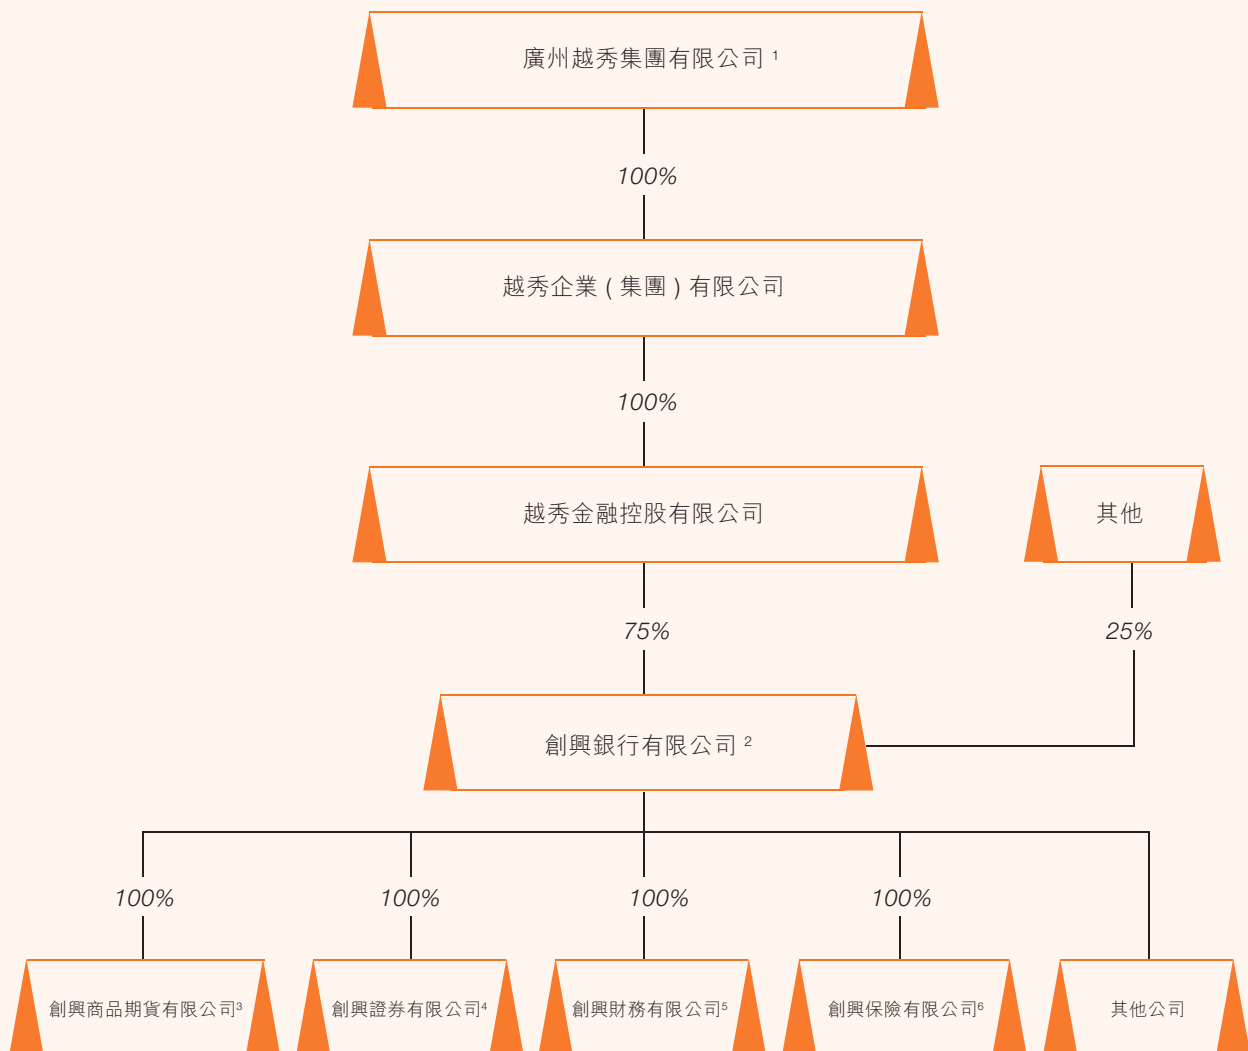 廣州越秀集團有限公司 1
100%
越秀企業 ( 集團 ) 有限公司
100%
越秀金融控股有限公司
其他
75%
25%
創興銀行有限公司 2
100%
100%
100%
100%
創興商品期貨有限公司3
創興證券有限公司4
創興財務有限公司5
創興保險有限公司6
其他公司